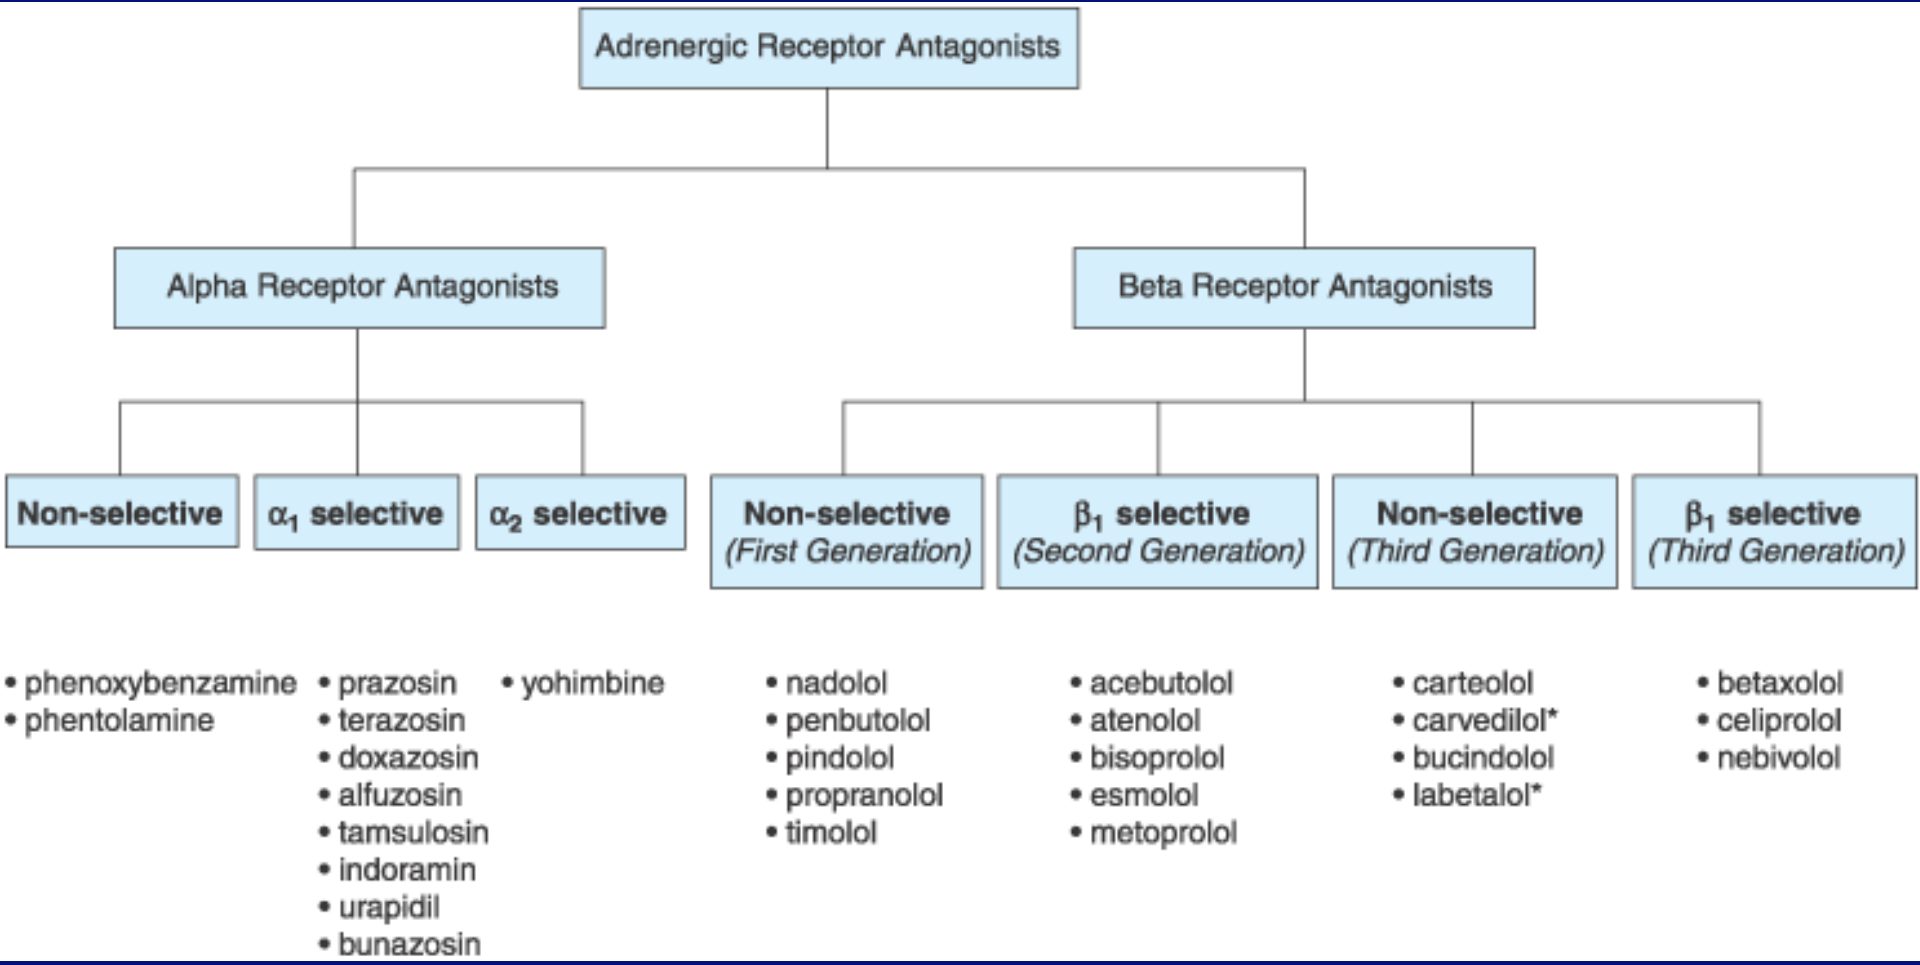 Adrenergic Receptor Antagonists
Alpha Receptor Antagonists
Beta Receptor Antagonists
Non-selective
α1 selective
α2 selective
Non-selective
(First Generation)
β1 selective
(Second Generation)
Non-selective
(Third Generation)
β1 selective
(Third Generation)
• phenoxybenzamine
• phentolamine
• prazosin
• terazosin
• doxazosin
• alfuzosin
• tamsulosin
• indoramin
• urapidil
• bunazosin
• yohimbine
• nadolol
• penbutolol
• pindolol
• propranolol
• timolol
• acebutolol
• atenolol
• bisoprolol
• esmolol
• metoprolol
• carteolol
• carvedilol*
• bucindolol
• labetalol*
• betaxolol
• celiprolol
• nebivolol